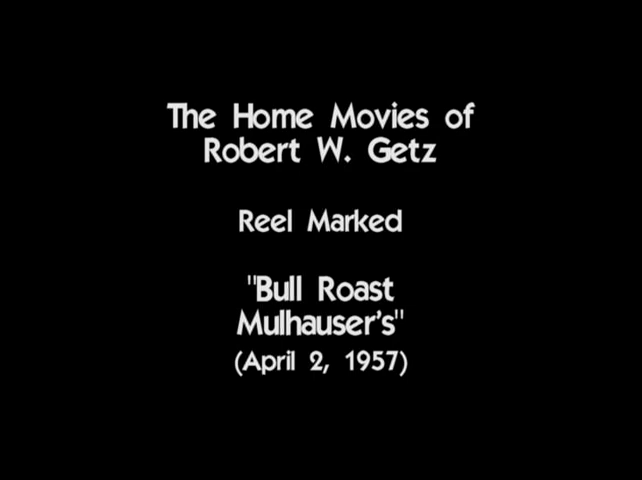 The Home Movies of
Robert W. Getz
Reel Marked
"Bull Roast
Mulhauser's"
(April 2, 1957)